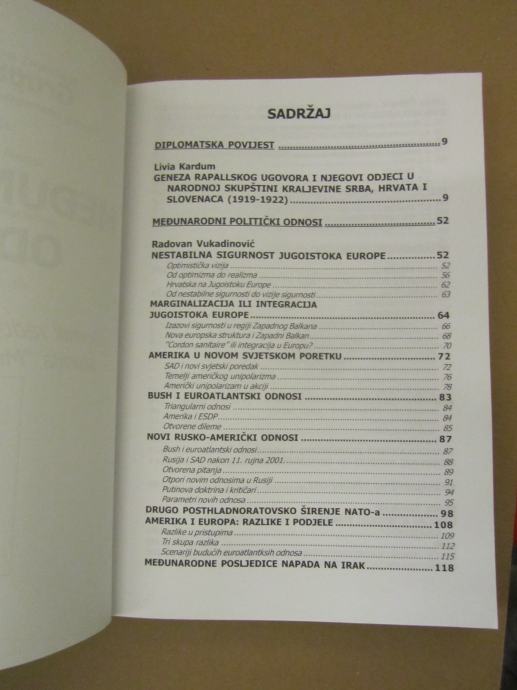 SADRŽAJ
DIPLOMATSKA POVIJEST 9
Livia Kardum
GENEZA RAPALLSKOG UGOVORA I NJEGOVI ODJECI U
NARODNOJ SKUPŠTINI KRALJEVINE SRBA, HRVATA I
SLOVENACA (1919-1922) 9
MEĐUNARODNI POLITIČKI ODNOSI 52
Radovan Vukadinović
NESTABILNA SIGURNOST JUGOISTOKA EUROPE 52
Optimistička vizija 52
Od optimizma do realizma 56
Hrvatska na Jugoistoku Europe 62
Od nestabilne sigurnosti do vizije sigurnosti 63
MARGINALIZACIJA ILI INTEGRACIJA
JUGOISTOKA EUROPE 64
Izazovi sigurnosti u regiji Zapadnog Balkana 66
Nova europska struktura i Zapadni Balkan 68
"Cordon sanitaire" ili integracija u Europu? 70
AMERIKA U NOVOM SVJETSKOM PORETKU 72
SAD i novi svjetski poredak 72
Temelji američkog unipolarizma 76
Američki unipolarizam u akciji 78
BUSH I EUROATLANTSKI ODNOSI 83
Triangularni odnosi 84
Amerika i ESDP 84
Otvorene dileme 85
NOVI RUSKO-AMERIČKI ODNOSI 87
Bush i euroatlantski odnosi 87
Rusija i SAD nakon 11. rujna 2001. 88
Otvorena pitanja 89
Otpori novim odnosima u Rusiji 91
Putinova doktrina i kritičari 94
Parametri novih odnosa 95
DRUGO POSTHLADNORATOVSKO ŠIRENJE NATO-a 98
AMERIKA I EUROPA: RAZLIKE I PODJELE 108
Razlike u pristupima 109
Tri skupa razlika 112
Scenariji budućih euroatlantksih odnosa 115
MEĐUNARODNE POSLJEDICE NAPADA NA IRAK 118